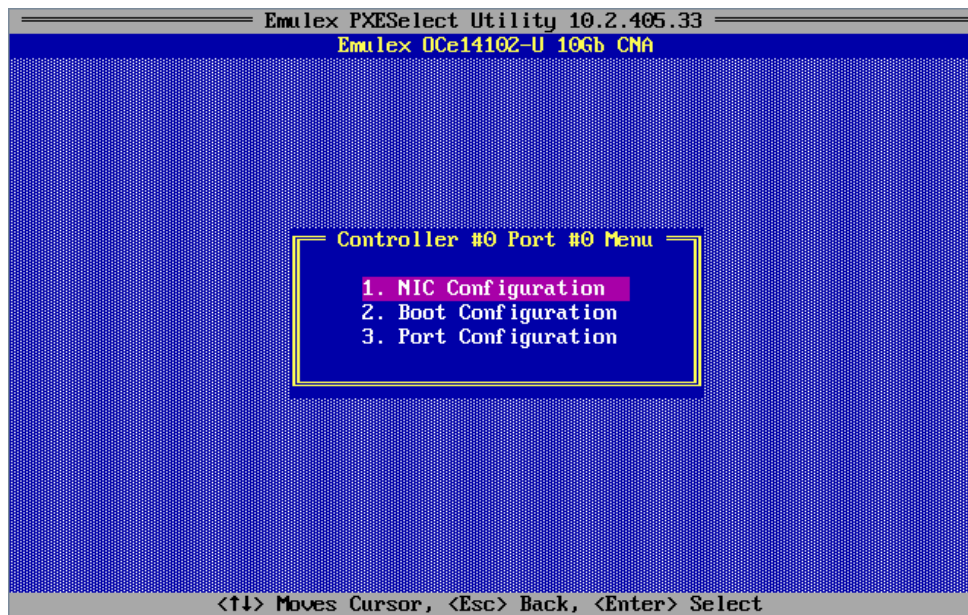 Emulex PXESelect Utility 10.2.405.33
Emulex OCe14102-U 10Gb CNA
Controller #0 Port #0 Menu
1. NIC Configuration
2. Boot Configuration
3. Port Configuration
<↑↓> Moves Cursor, <Esc> Back, <Enter> Select